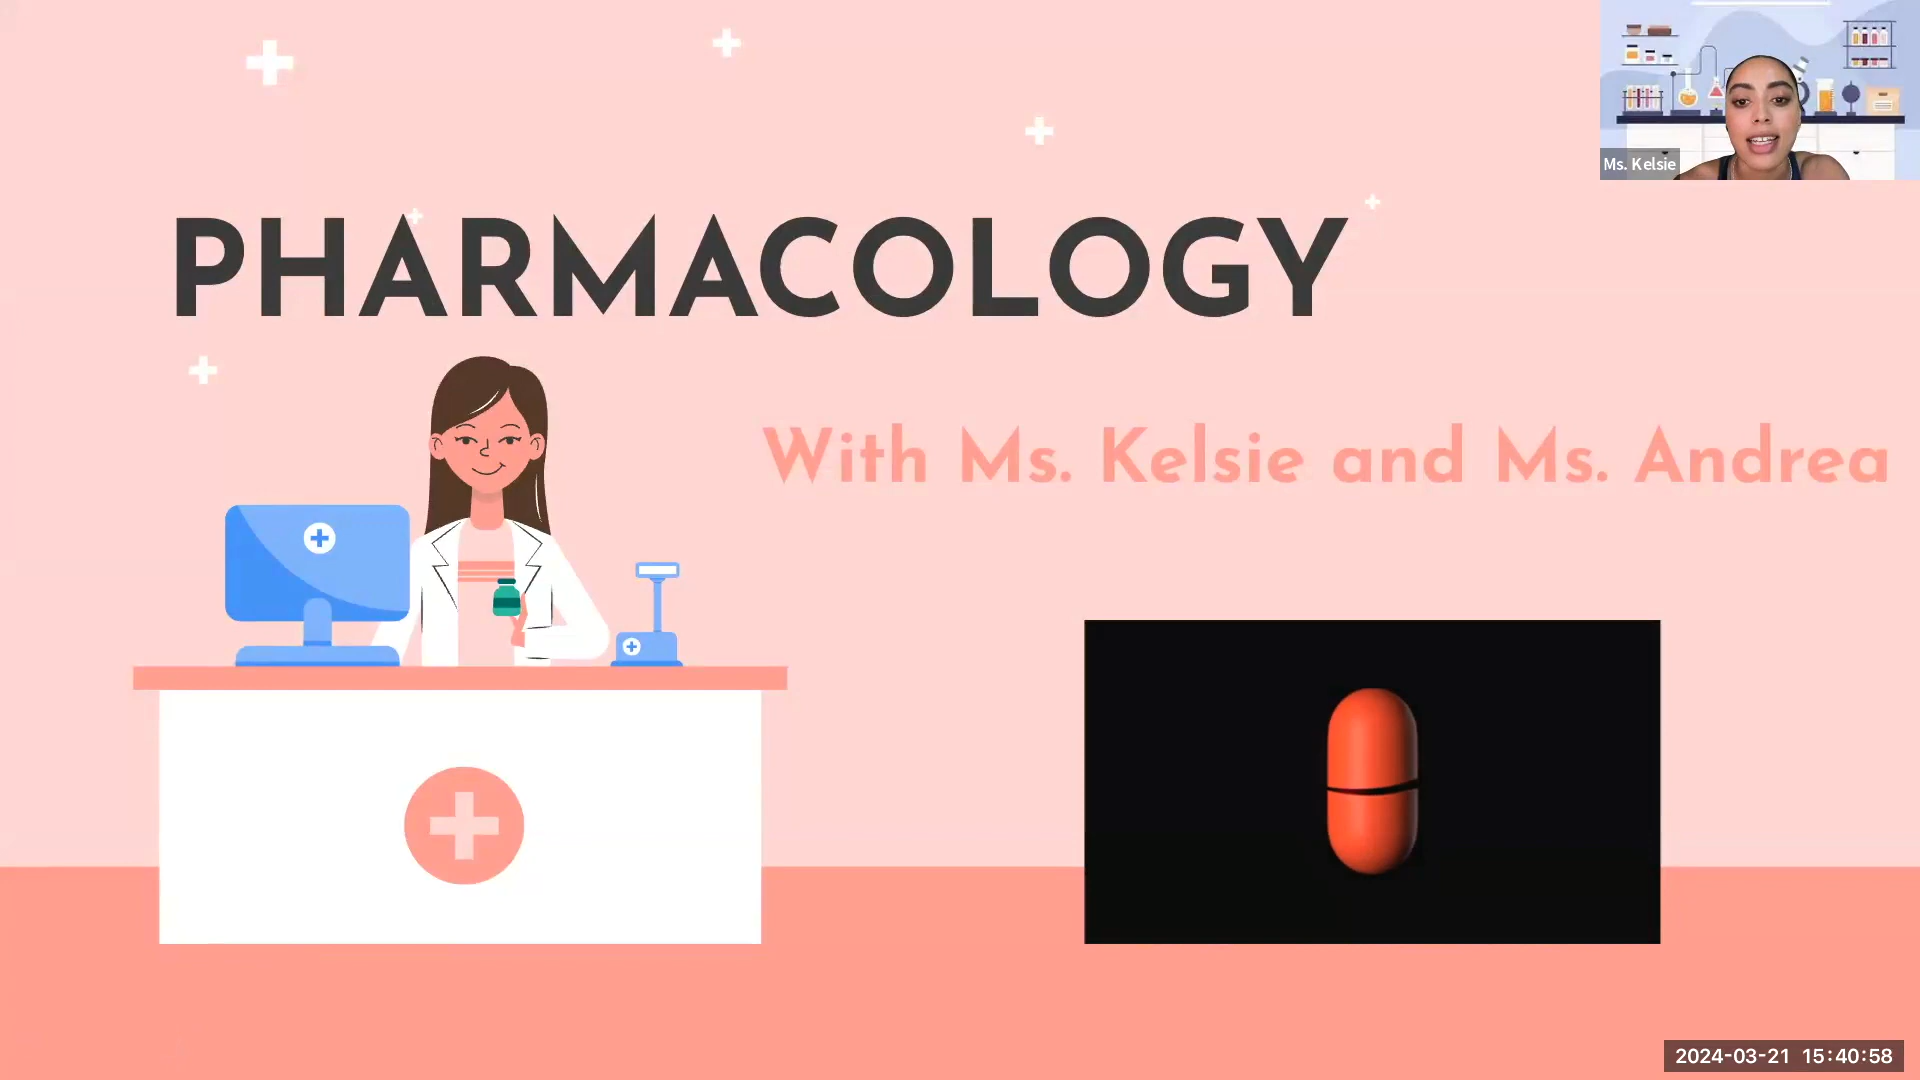 Ms. Kelsie
PHARMACOLOGY
With Ms. Kelsie and Ms. Andrea
2024-03-21 15:40:58